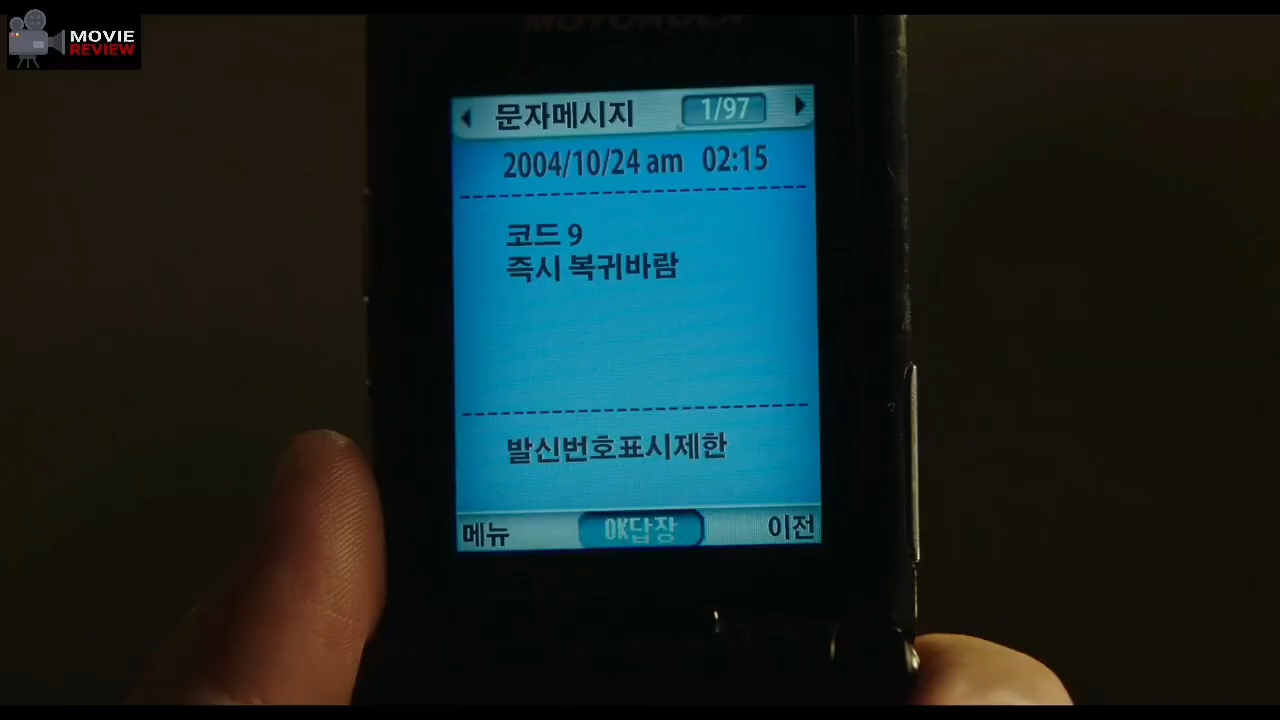 MOVIE
REVIEW
MOTOROLA
문자메시지 1/97
2004/10/24 am 02:15
코드 9
즉시 복귀바람
발신번호표시제한
메뉴 OK답장 이전